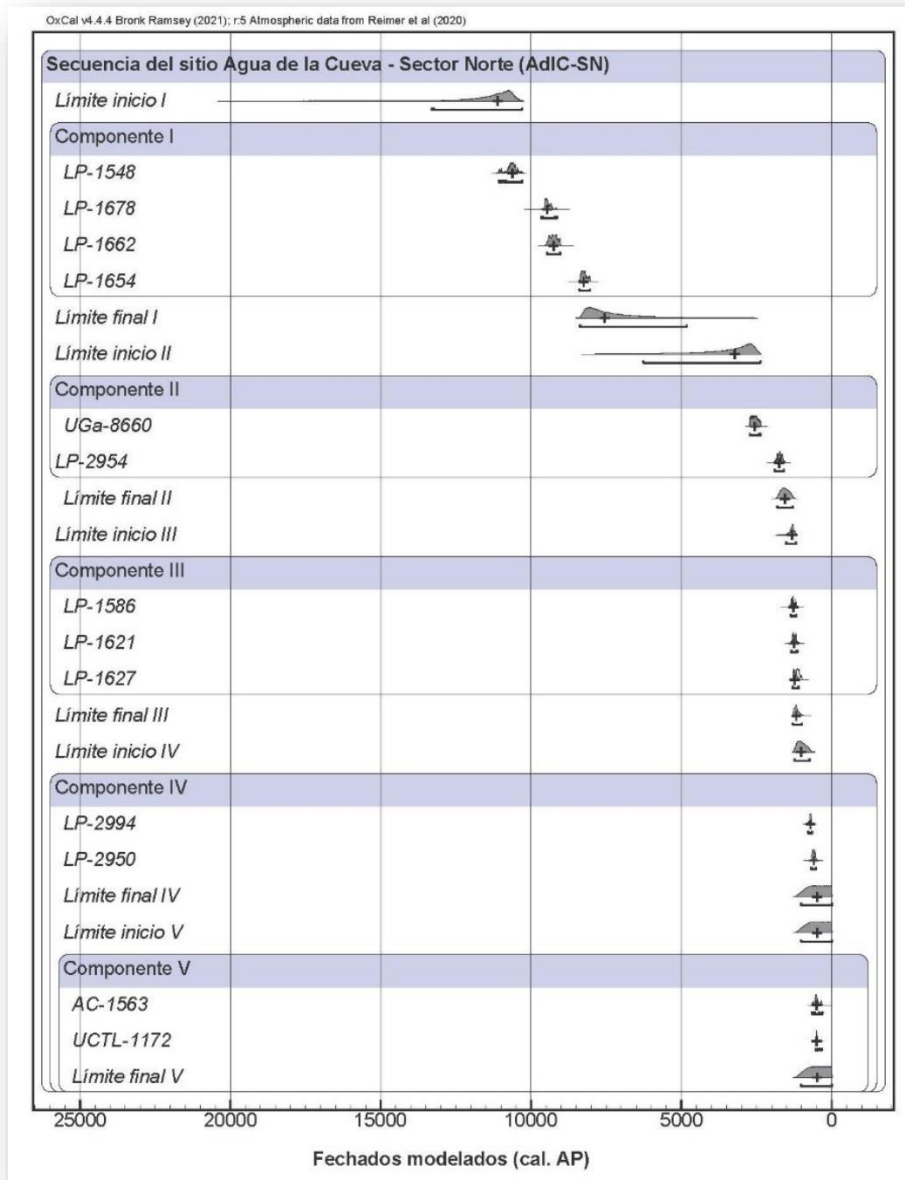 OxCal v4.4.4 Bronk Ramsey (2021); r:5 Atmospheric data from Reimer et al (2020)
Secuencia del sitio Agua de la Cueva - Sector Norte (AdlC-SN)
Límite inicio I
Componente I
LP-1548
LP-1678
LP-1662
LP-1654
Límite final I
Límite inicio II
Componente II
UGa-8660
LP-2954
Límite final II
Límite inicio III
Componente III
LP-1586
LP-1621
LP-1627
Límite final III
Límite inicio IV
Componente IV
LP-2994
LP-2950
Límite final IV
Límite inicio V
Componente V
AC-1563
UCTL-1172
Límite final V
25000 20000 15000 10000 5000 0
Fechados modelados (cal. AP)